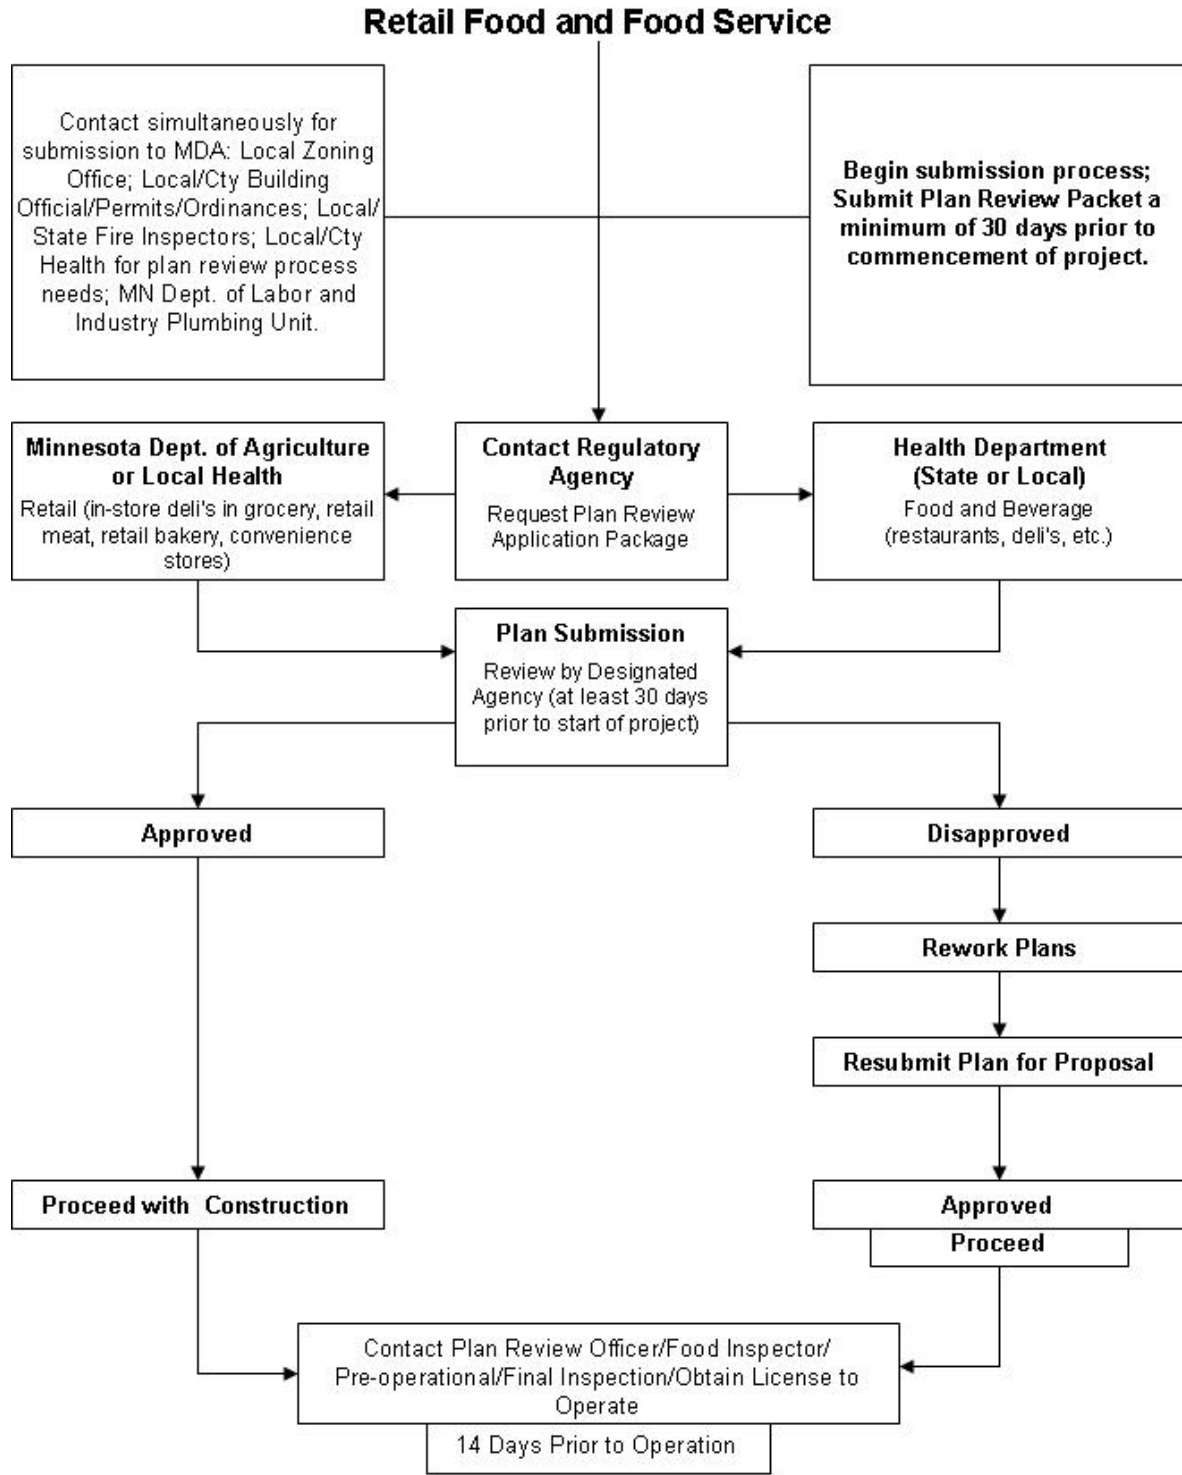 Retail Food and Food Service
Contact simultaneously for
submission to MDA: Local Zoning
Office; Local/Cty Building
Official/Permits/Ordinances; Local/
State Fire Inspectors; Local/Cty
Health for plan review process
needs; MN Dept. of Labor and
Industry Plumbing Unit.
Begin submission process;
Submit Plan Review Packet a
minimum of 30 days prior to
commencement of project.
Minnesota Dept. of Agriculture
or Local Health
Retail (in-store deli's in grocery, retail
meat, retail bakery, convenience
stores)
Contact Regulatory
Agency
Request Plan Review
Application Package
Health Department
(State or Local)
Food and Beverage
(restaurants, deli's, etc.)
Plan Submission
Review by Designated
Agency (at least 30 days
prior to start of project)
Approved
Disapproved
Rework Plans
Resubmit Plan for Proposal
Proceed with  Construction
Approved
Proceed
Contact Plan Review Officer/Food Inspector/
Pre-operational/Final Inspection/Obtain License to
Operate
14 Days Prior to Operation